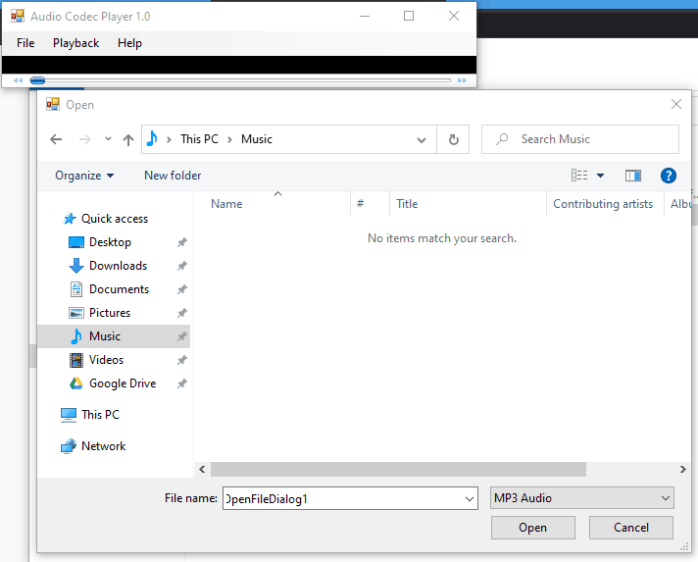 Audio Codec Player 1.0
File Playback Help
Open
This PC > Music
Search Music
Organize New folder
Name # Title Contributing artists Albu
No items match your search.
Quick access
Desktop
Downloads
Documents
Pictures
Music
Videos
Google Drive
This PC
Network
File name: OpenFileDialog1 MP3 Audio
Open Cancel